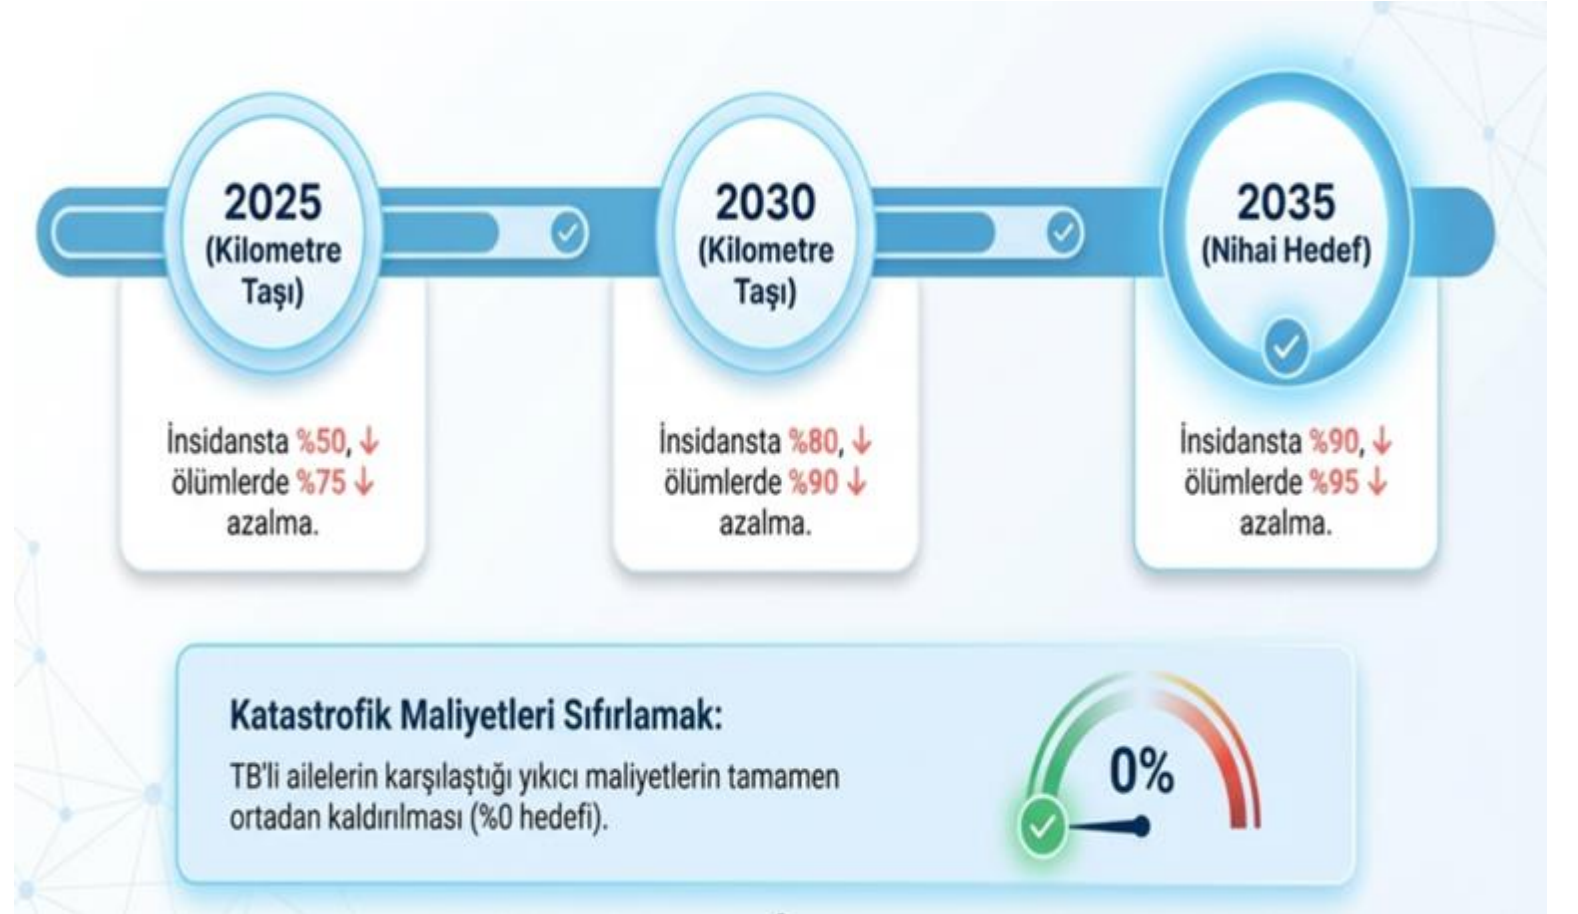 2025
(Kilometre
Taşı)
İnsidansta %50, ↓
ölümlerde %75 ↓
azalma.
2030
(Kilometre
Taşı)
İnsidansta %80, ↓
ölümlerde %90 ↓
azalma.
2035
(Nihai Hedef)
İnsidansta %90, ↓
ölümlerde %95 ↓
azalma.
Katastrofik Maliyetleri Sıfırlamak:
TB'li ailelerin karşılaştığı yıkıcı maliyetlerin tamamen
ortadan kaldırılması (%0 hedefi).
0%